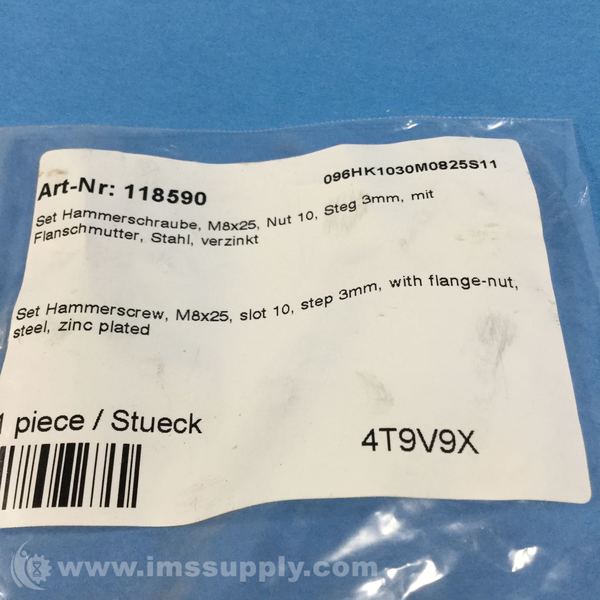 Art-Nr: 118590
096HK1030M0825S11
Set Hammerschraube, M8x25, Nut 10, Steg 3mm, mit
Flanschmutter, Stahl, verzinkt
Set Hammerscrew, M8x25, slot 10, step 3mm, with flange-nut,
steel, zinc plated
1 piece / Stueck
4T9V9X
www.imssupply.com